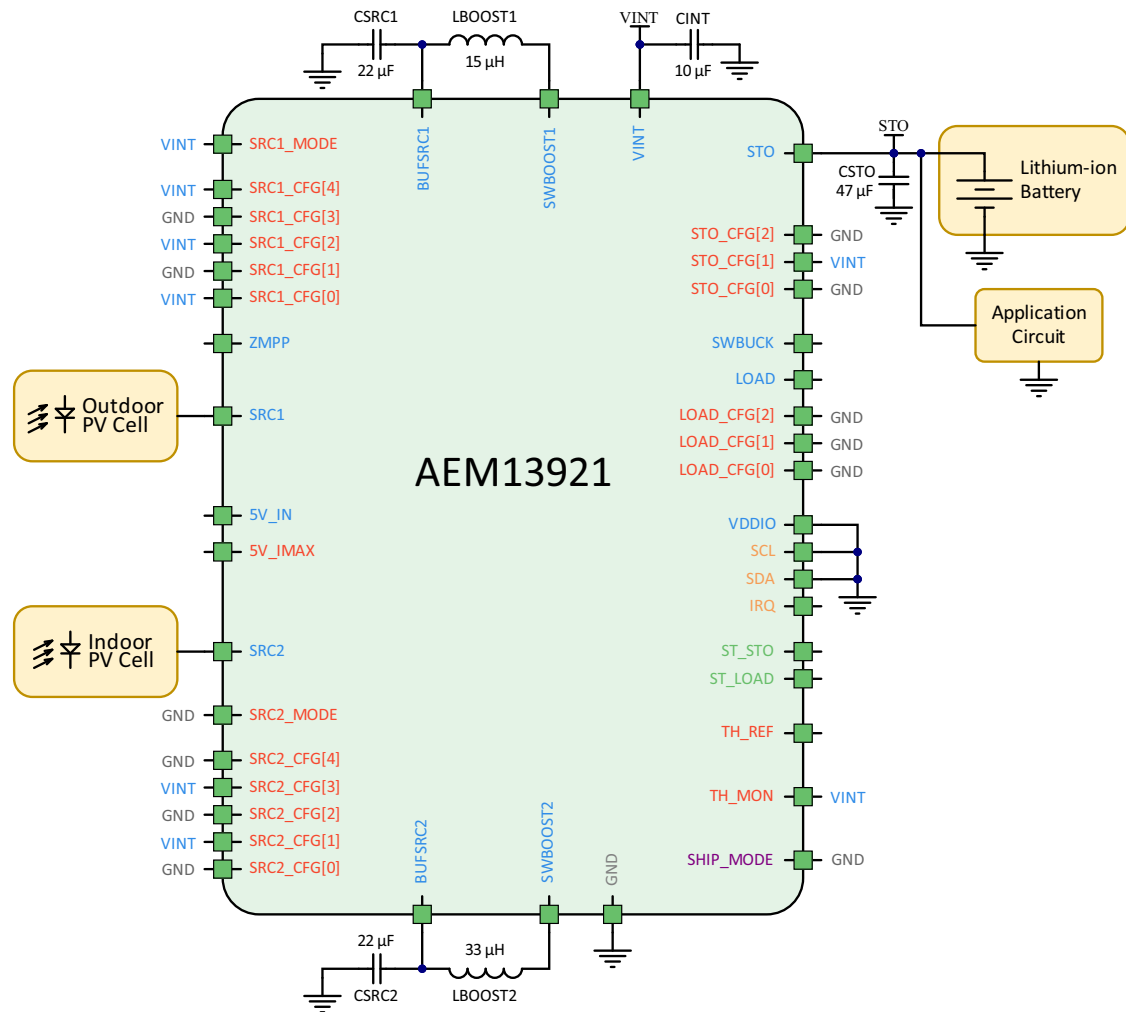 CSRC1
22 µF
LBOOST1
15 µH
VINT
CINT
10 µF
BUFSRC1
SWBOOST1
VINT
VINT SRC1_MODE
VINT SRC1_CFG[4]
GND SRC1_CFG[3]
VINT SRC1_CFG[2]
GND SRC1_CFG[1]
VINT SRC1_CFG[0]
ZMPP
Outdoor
PV Cell
SRC1
5V_IN
5V_IMAX
Indoor
PV Cell
SRC2
GND SRC2_MODE
GND SRC2_CFG[4]
VINT SRC2_CFG[3]
GND SRC2_CFG[2]
VINT SRC2_CFG[1]
GND SRC2_CFG[0]
AEM13921
STO
STO
CSTO
47 µF
Lithium-ion
Battery
Application
Circuit
STO_CFG[2] GND
STO_CFG[1] VINT
STO_CFG[0] GND
SWBUCK
LOAD
LOAD_CFG[2] GND
LOAD_CFG[1] GND
LOAD_CFG[0] GND
VDDIO
SCL
SDA
IRQ
ST_STO
ST_LOAD
TH_REF
TH_MON VINT
SHIP_MODE GND
BUFSRC2
SWBOOST2
GND
22 µF
CSRC2
33 µH
LBOOST2